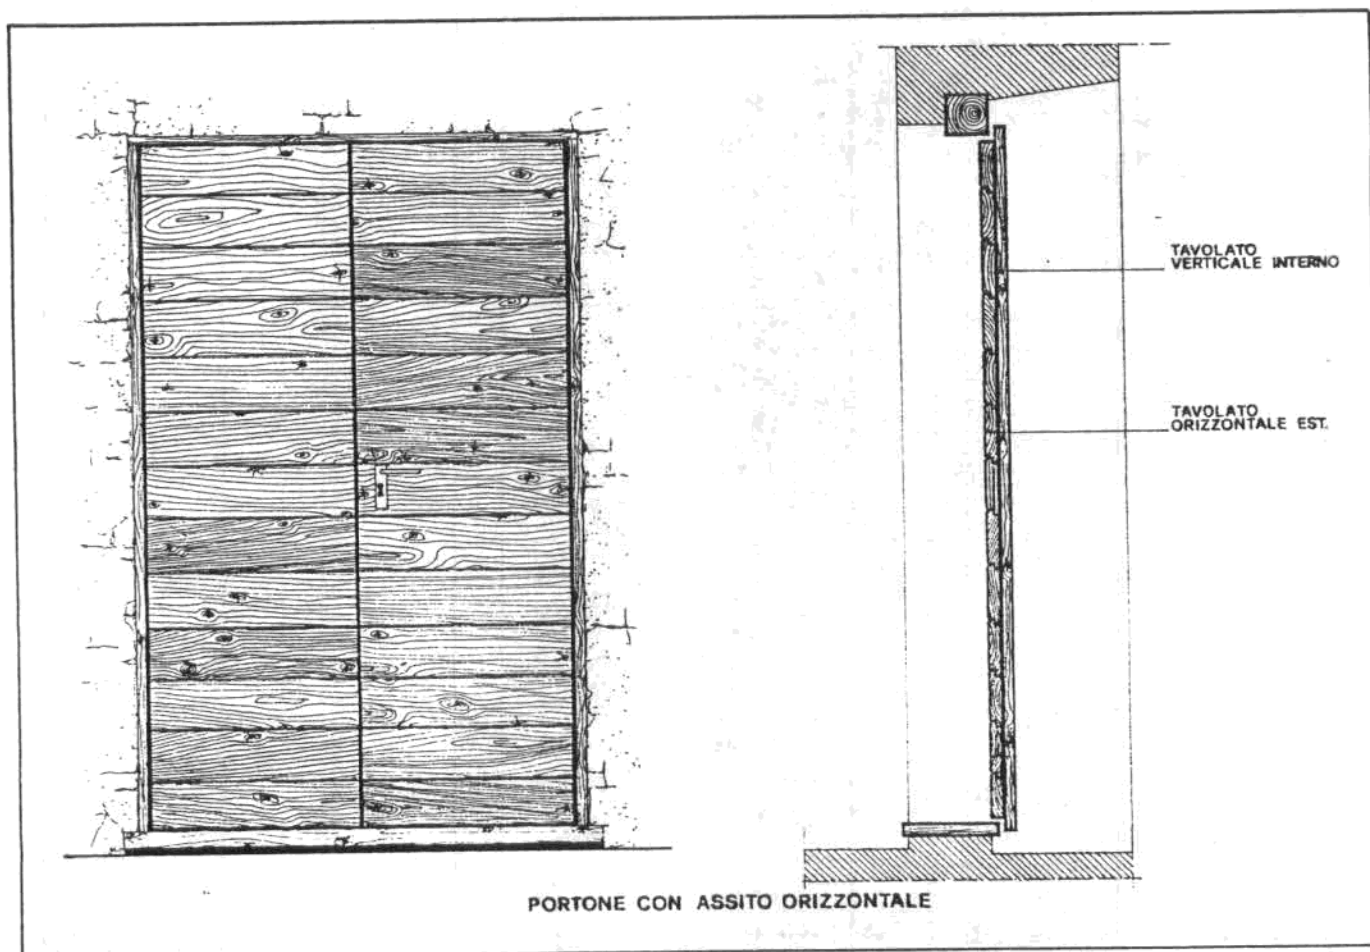 TAVOLATO
VERTICALE INTERNO
TAVOLATO
ORIZZONTALE EST.
PORTONE CON ASSITO ORIZZONTALE